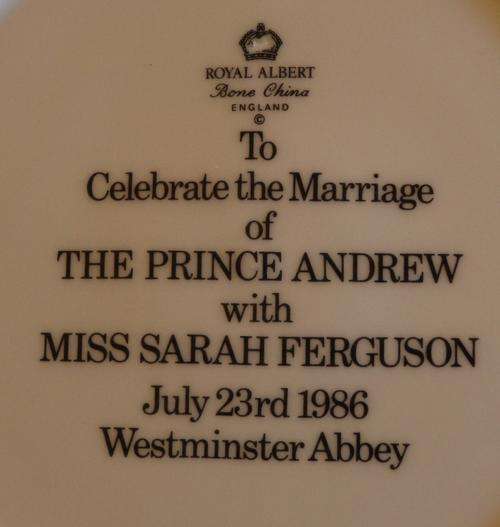 ROYAL ALBERT
Bone China
ENGLAND
©
To
Celebrate the Marriage
of
THE PRINCE ANDREW
with
MISS SARAH FERGUSON
July 23rd 1986
Westminster Abbey